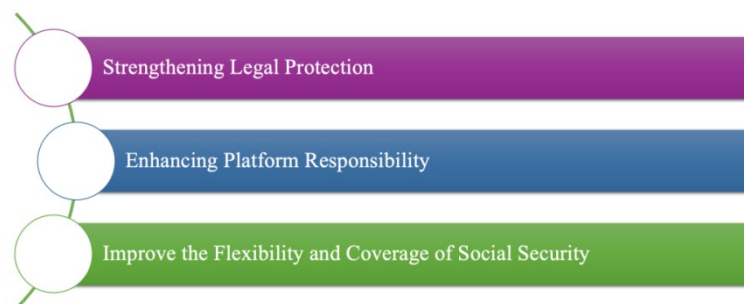 Strengthening Legal Protection
Enhancing Platform Responsibility
Improve the Flexibility and Coverage of Social Security